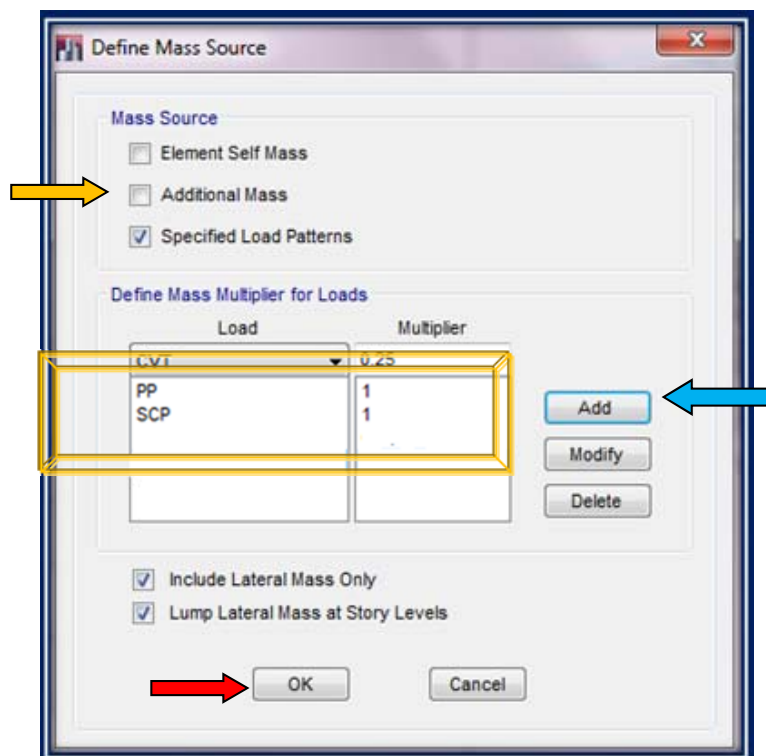 Define Mass Source
Mass Source
Element Self Mass
Additional Mass
Specified Load Patterns
Define Mass Multiplier for Loads
Load Multiplier
CVT 0.25
PP 1
SCP 1
Add
Modify
Delete
Include Lateral Mass Only
Lump Lateral Mass at Story Levels
OK Cancel